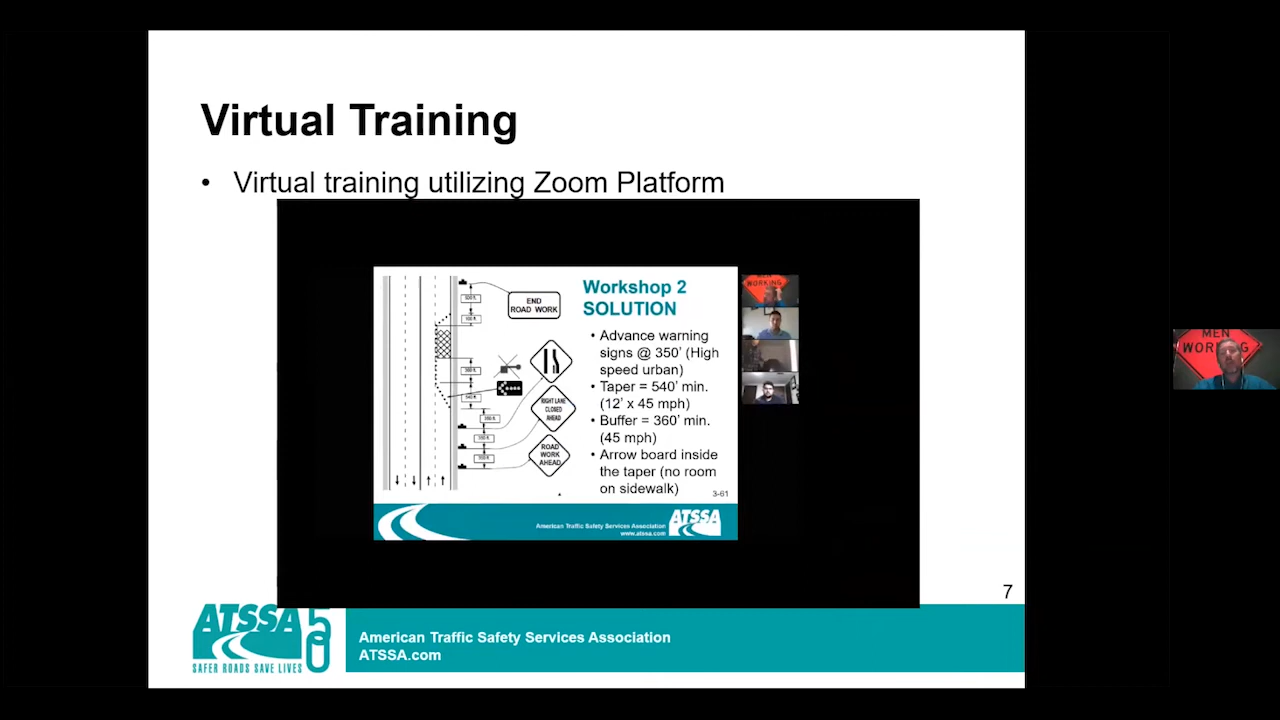 Virtual Training
• Virtual training utilizing Zoom Platform
END
ROAD WORK
RIGHT LANE
CLOSED
AHEAD
ROAD
WORK
AHEAD
Workshop 2
SOLUTION
• Advance warning
signs @ 350' (High
speed urban)
• Taper = 540' min.
(12' x 45 mph)
• Buffer = 360' min.
(45 mph)
• Arrow board inside
the taper (no room
on sidewalk)
3-61
American Traffic Safety Services Association
www.atssa.com
ATSSA
WORKING
MEN
WORKING
7
ATSSA
50
SAFER ROADS SAVE LIVES
American Traffic Safety Services Association
ATSSA.com